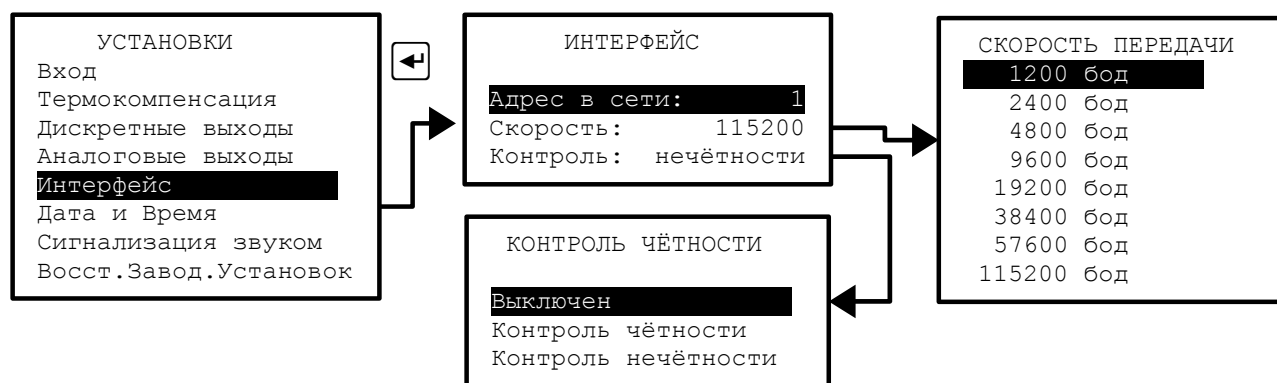 УСТАНОВКИ
Вход
Термокомпенсация
Дискретные выходы
Аналоговые выходы
Интерфейс
Дата и Время
Сигнализация звуком
Восст.Завод.Установок
ИНТЕРФЕЙС
Адрес в сети: 1
Скорость: 115200
Контроль: нечётности
КОНТРОЛЬ ЧЁТНОСТИ
Выключен
Контроль чётности
Контроль нечётности
СКОРОСТЬ ПЕРЕДАЧИ
1200 бод
2400 бод
4800 бод
9600 бод
19200 бод
38400 бод
57600 бод
115200 бод